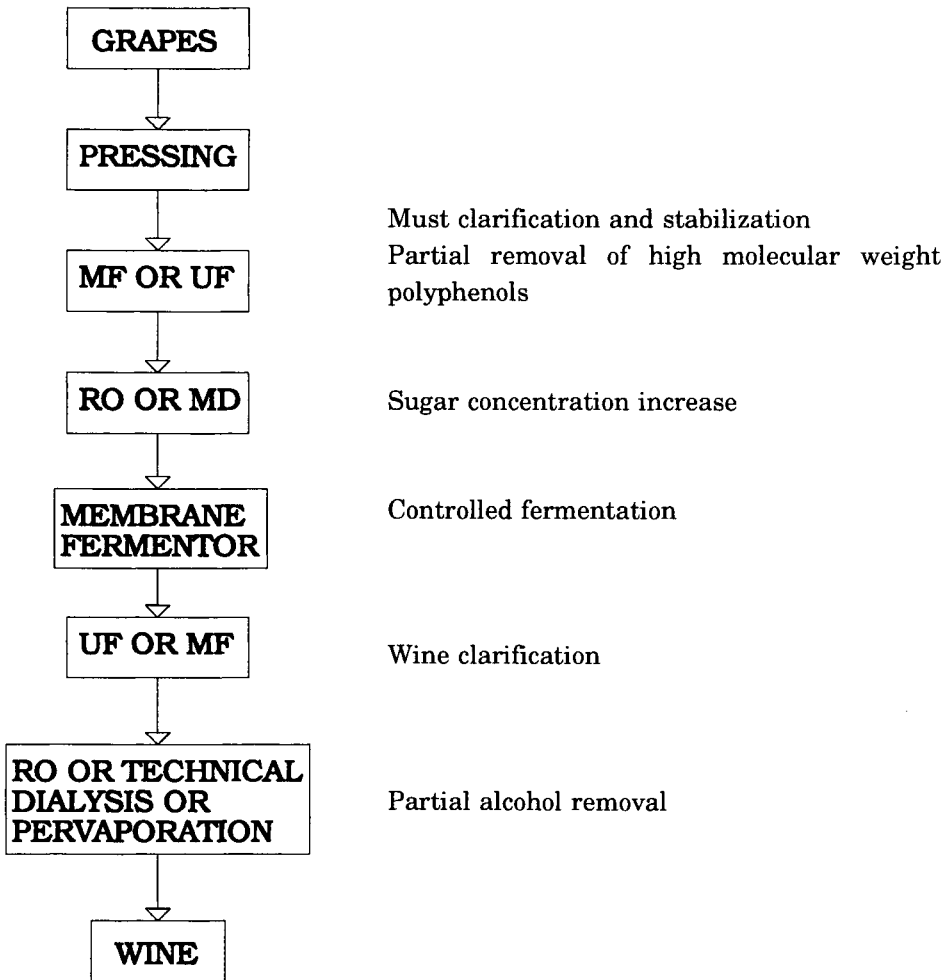 GRAPES
PRESSING
Must clarification and stabilization
Partial removal of high molecular weight
polyphenols
MF OR UF
RO OR MD
Sugar concentration increase
MEMBRANE
FERMENTOR
Controlled fermentation
UF OR MF
Wine clarification
RO OR TECHNICAL
DIALYSIS OR
PERVAPORATION
Partial alcohol removal
WINE